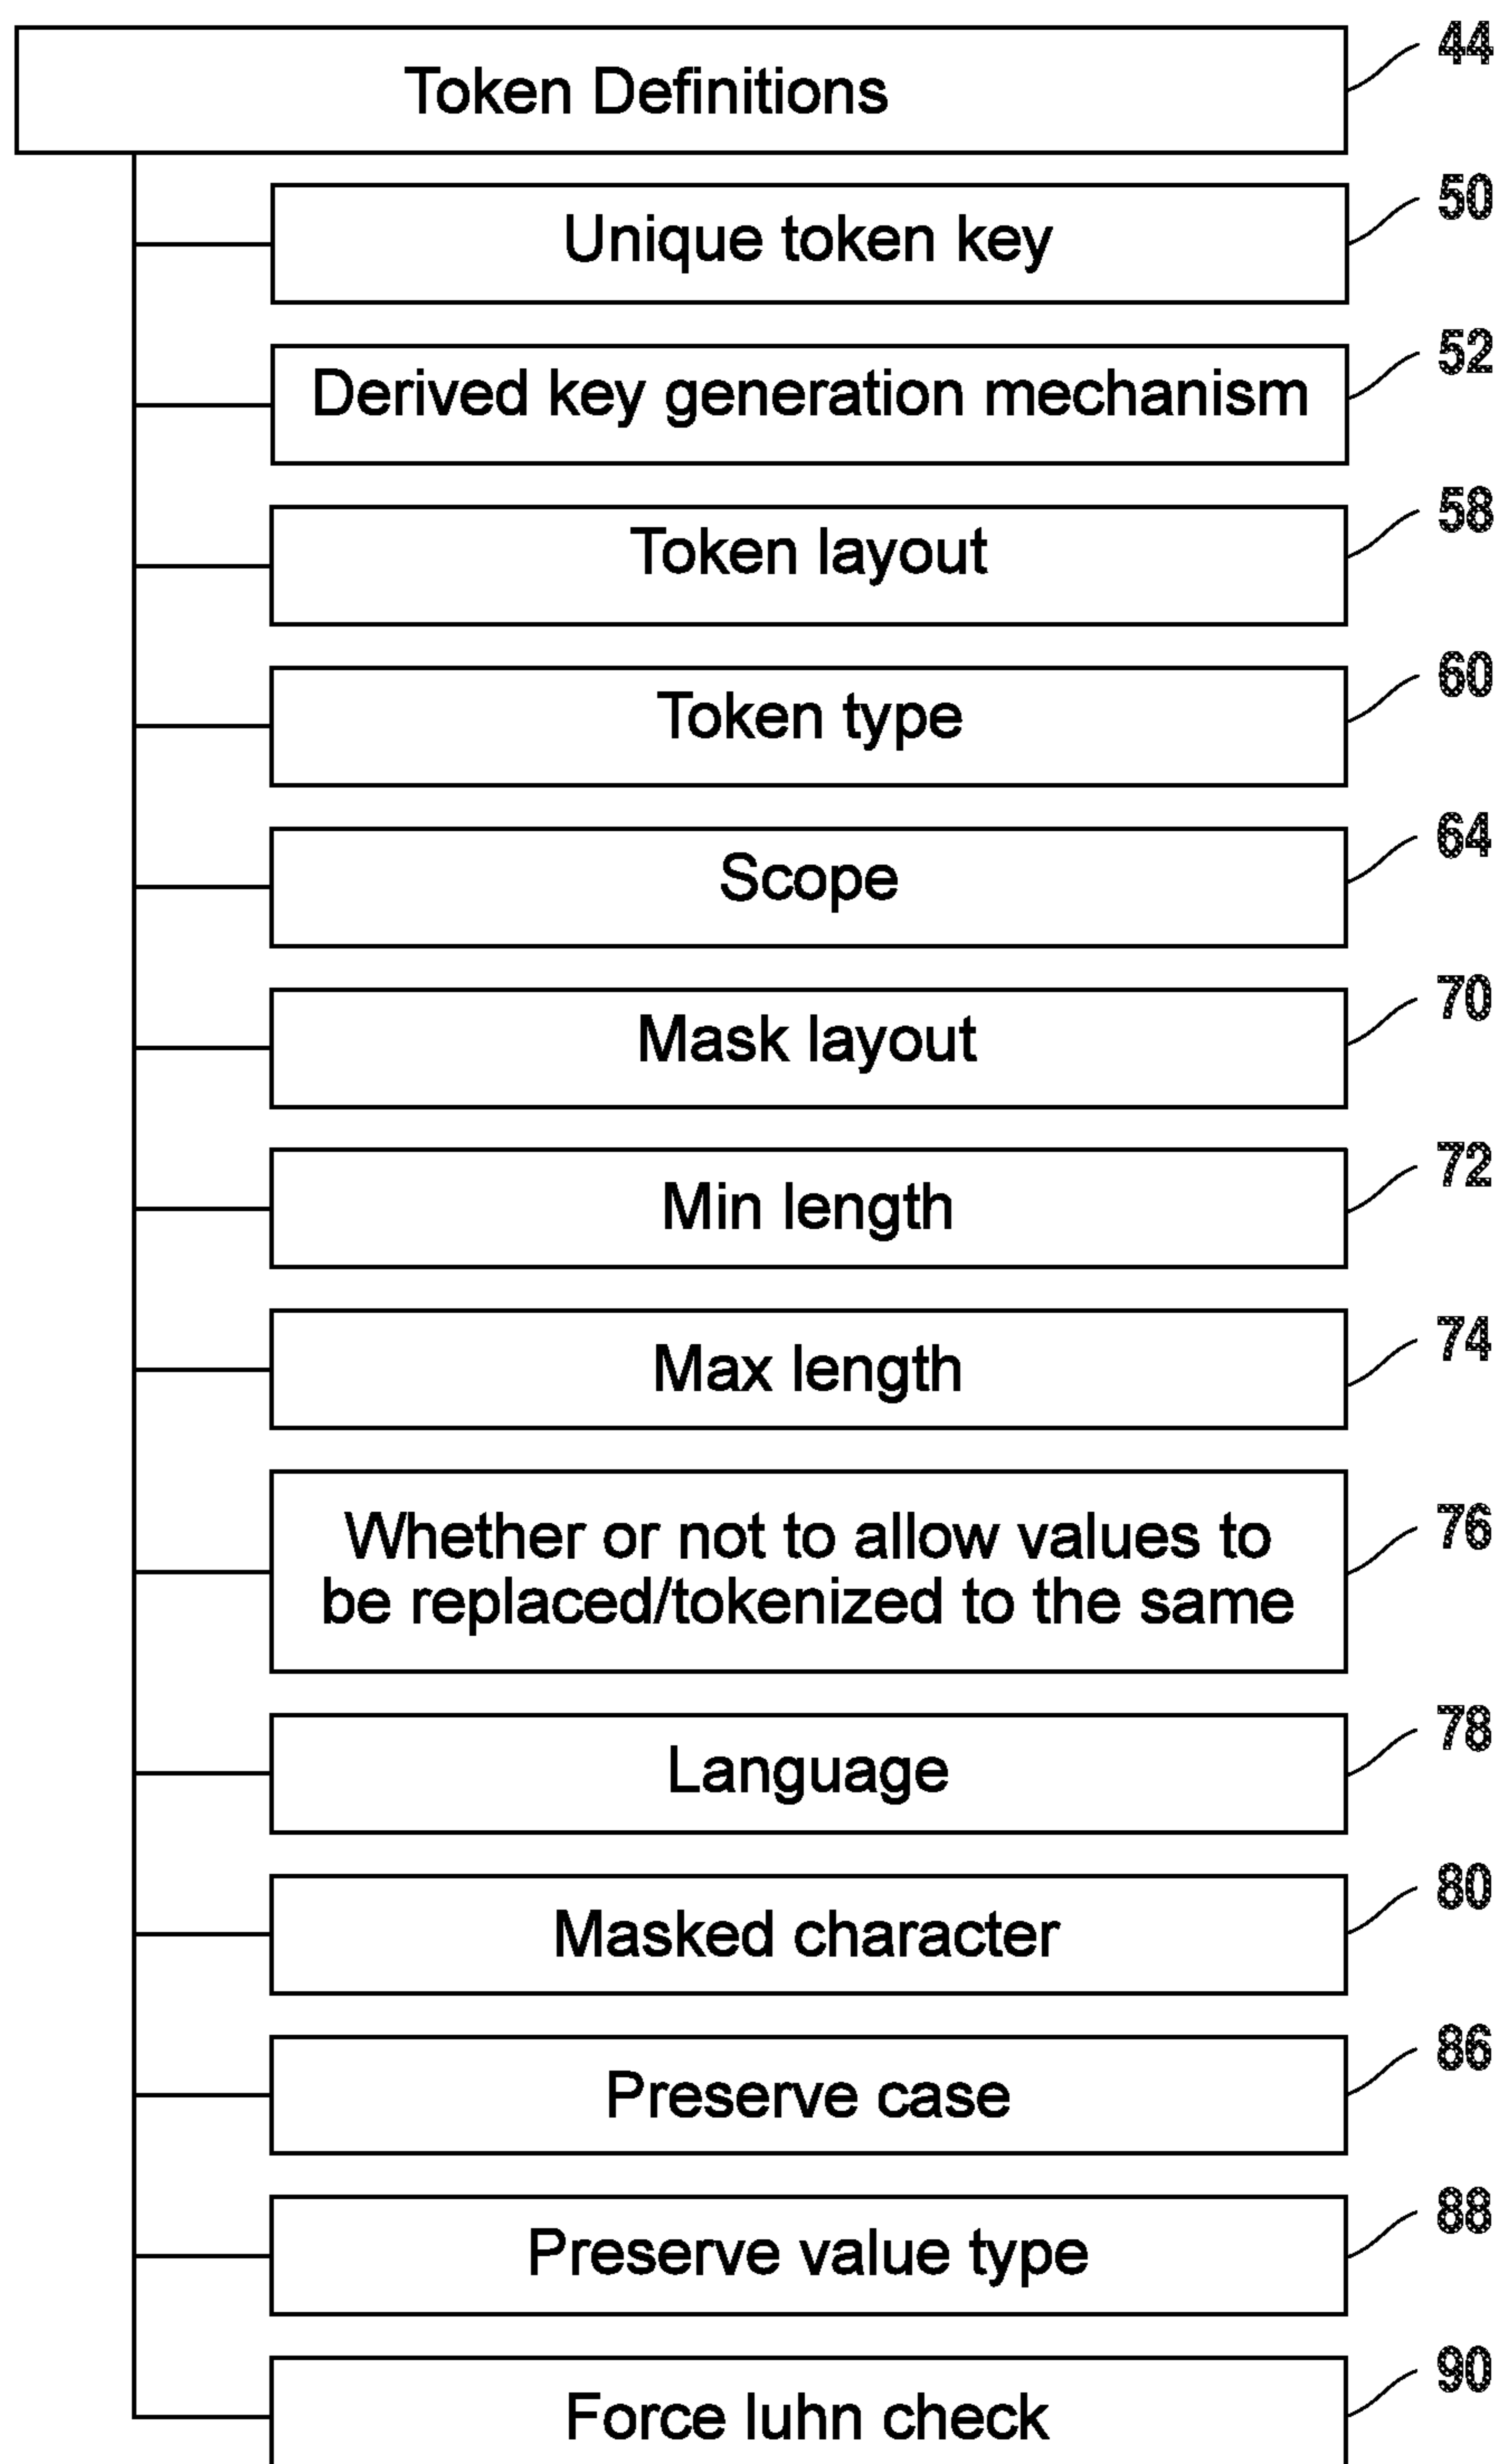 Token Definitions
44
Unique token key
50
Derived key generation mechanism
52
Token layout
58
Token type
60
Scope
64
Mask layout
70
Min length
72
Max length
74
Whether or not to allow values to
be replaced/tokenized to the same
76
Language
78
Masked character
80
Preserve case
86
Preserve value type
88
Force luhn check
90